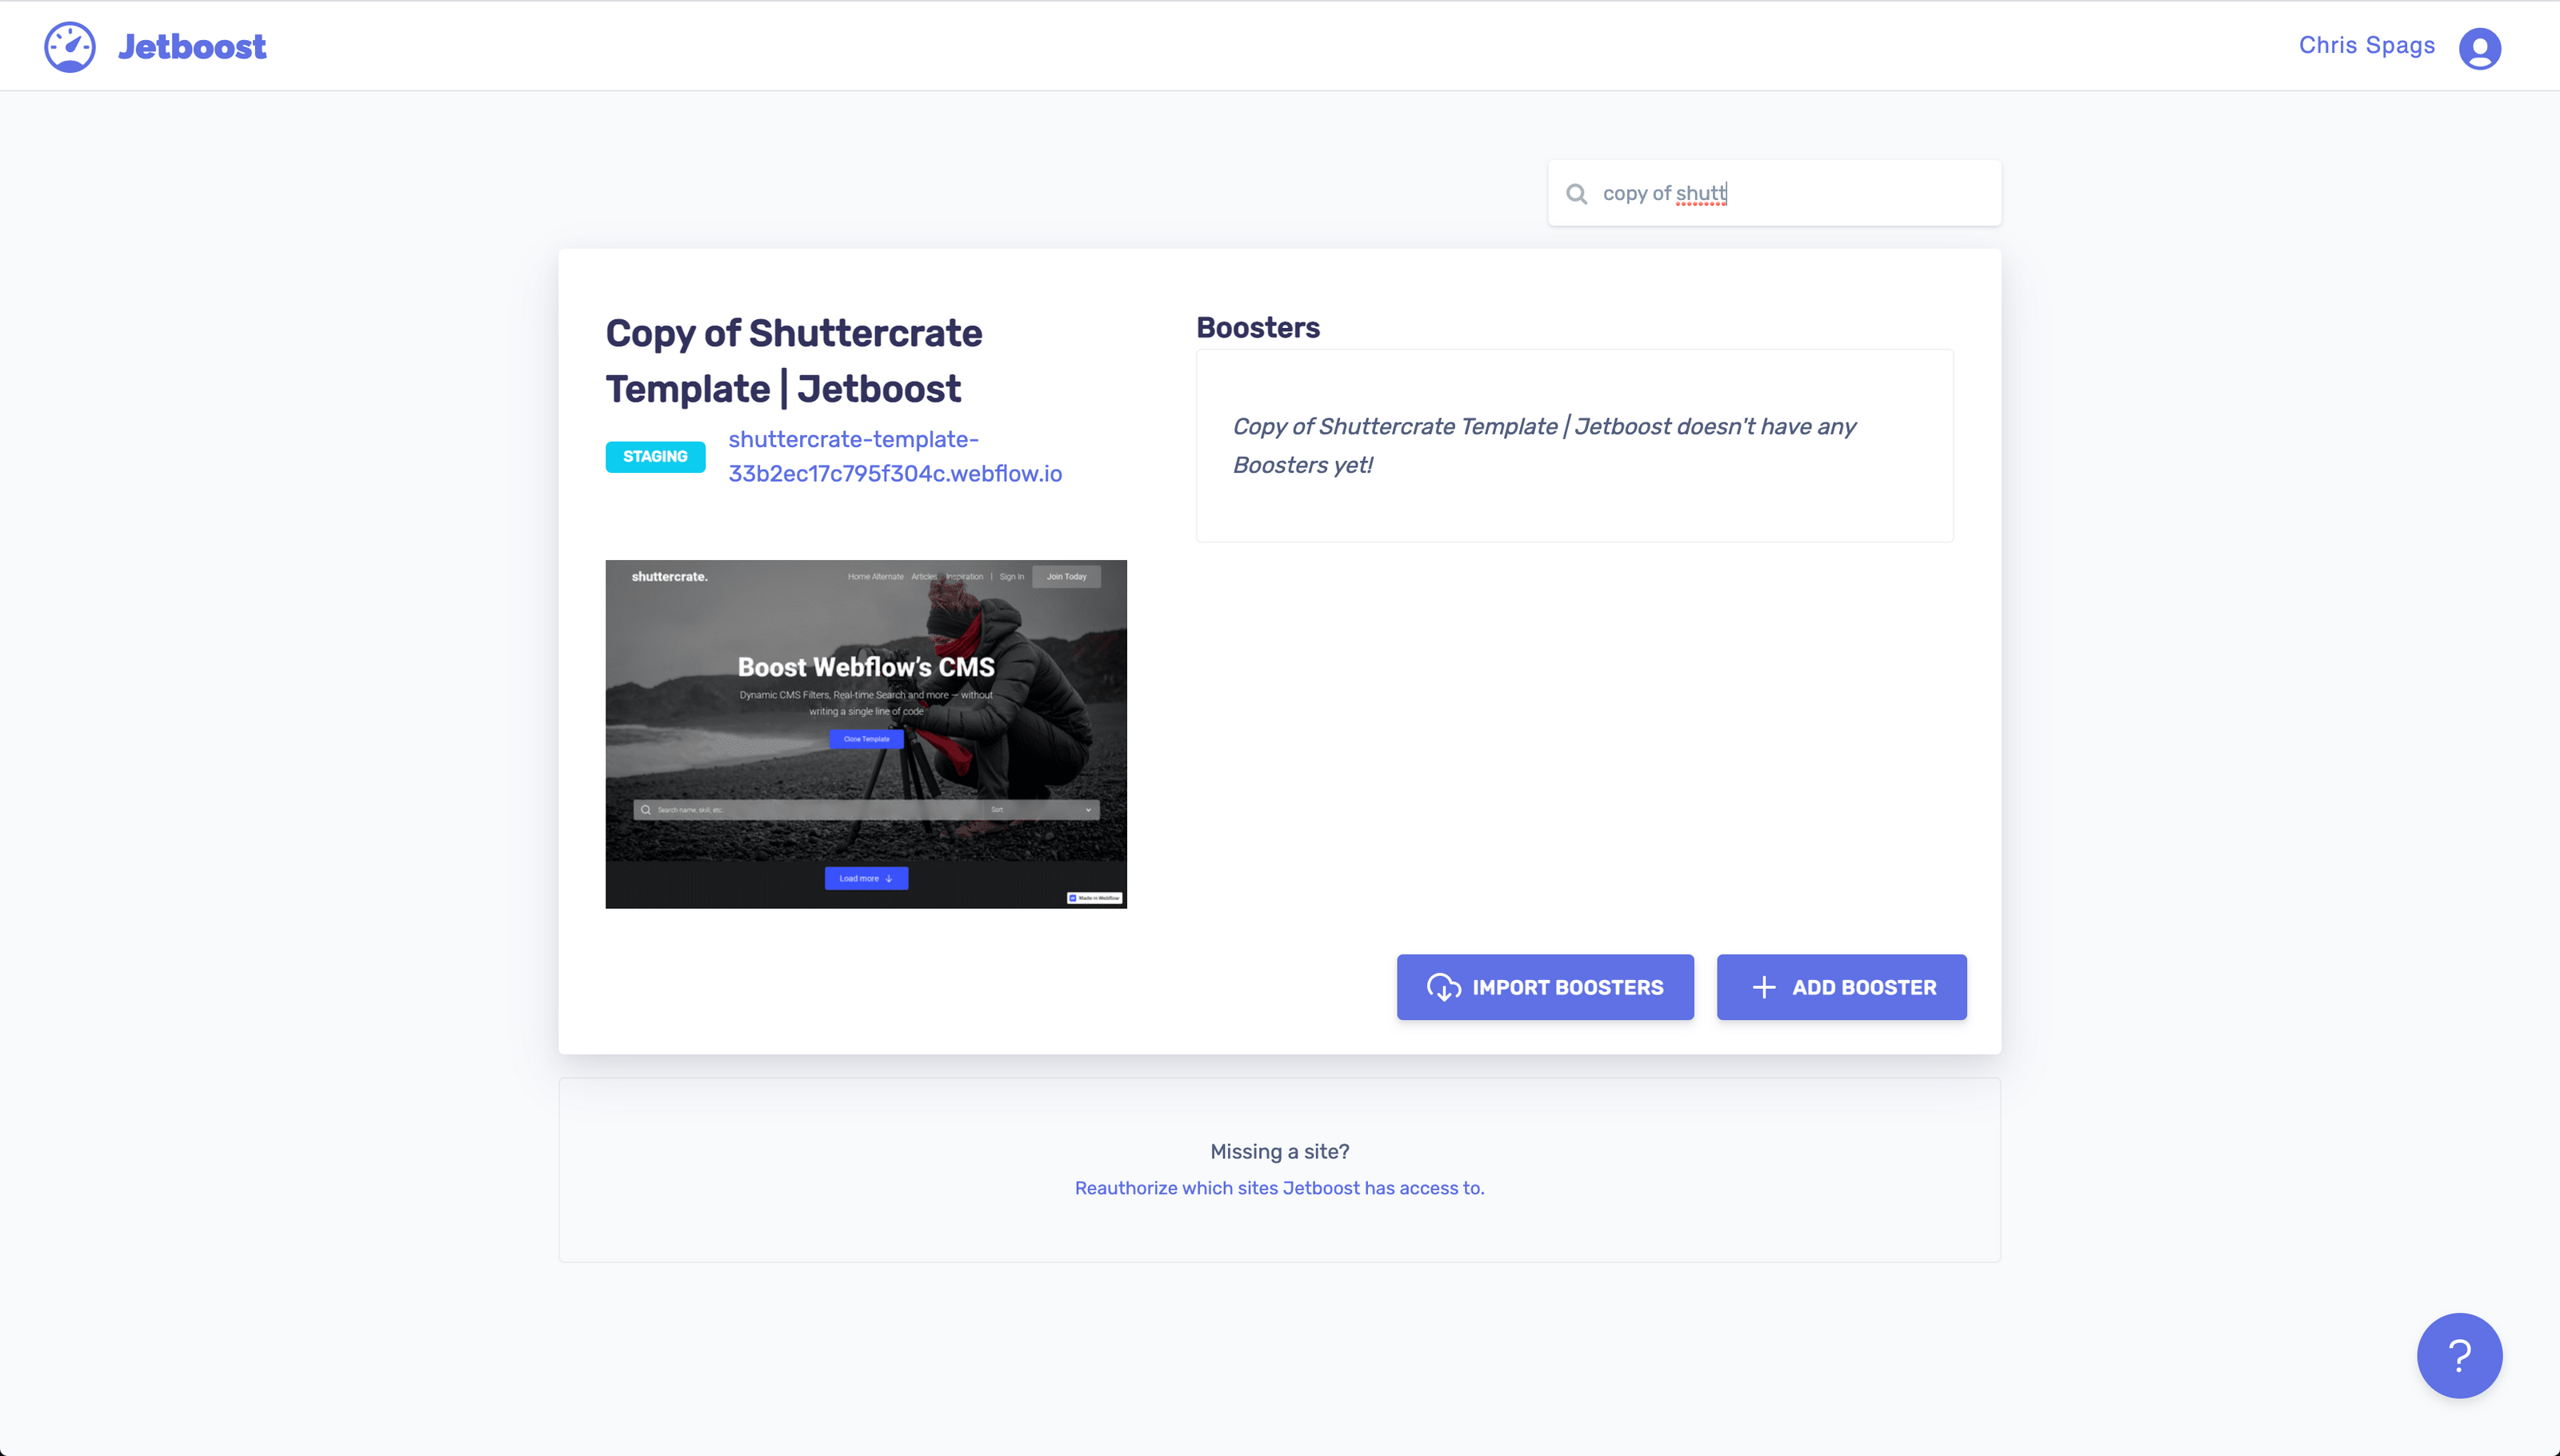 Jetboost
Chris Spags
copy of shutt
Copy of Shuttercrate
Template | Jetboost
STAGING
shuttercrate-template-
33b2ec17c795f304c.webflow.io
Boosters
Copy of Shuttercrate Template | Jetboost doesn't have any
Boosters yet!
shuttercrate.
Home Alternate Articles Inspiration | Sign In Join Today
Boost Webflow's CMS
Dynamic CMS Filters, Real-time Search and more — without
writing a single line of code
Clone Template
Search name, skill, etc...
Sort
Load more ↓
Made in Webflow
IMPORT BOOSTERS
+ ADD BOOSTER
Missing a site?
Reauthorize which sites Jetboost has access to.
?